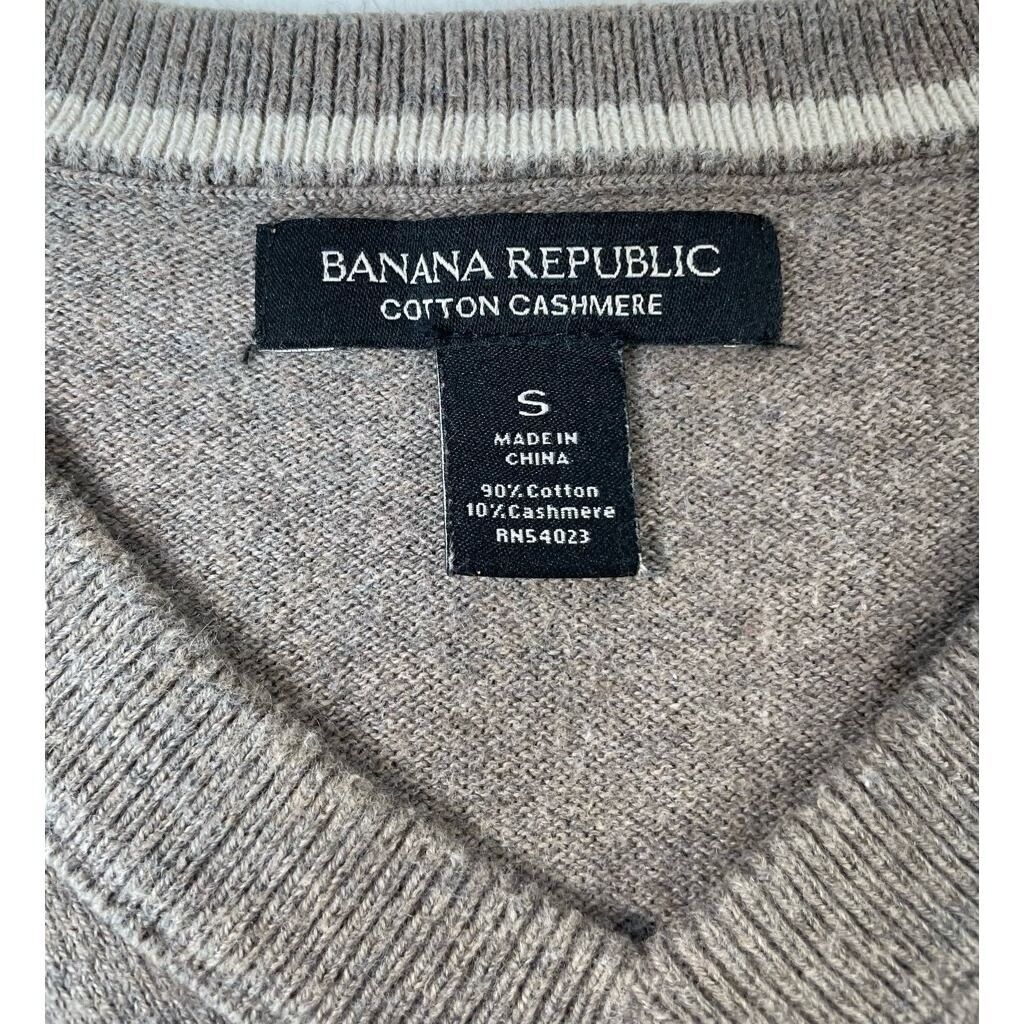 BANANA REPUBLIC
COTTON CASHMERE
S
MADE IN
CHINA
90% Cotton
10% Cashmere
RN54023